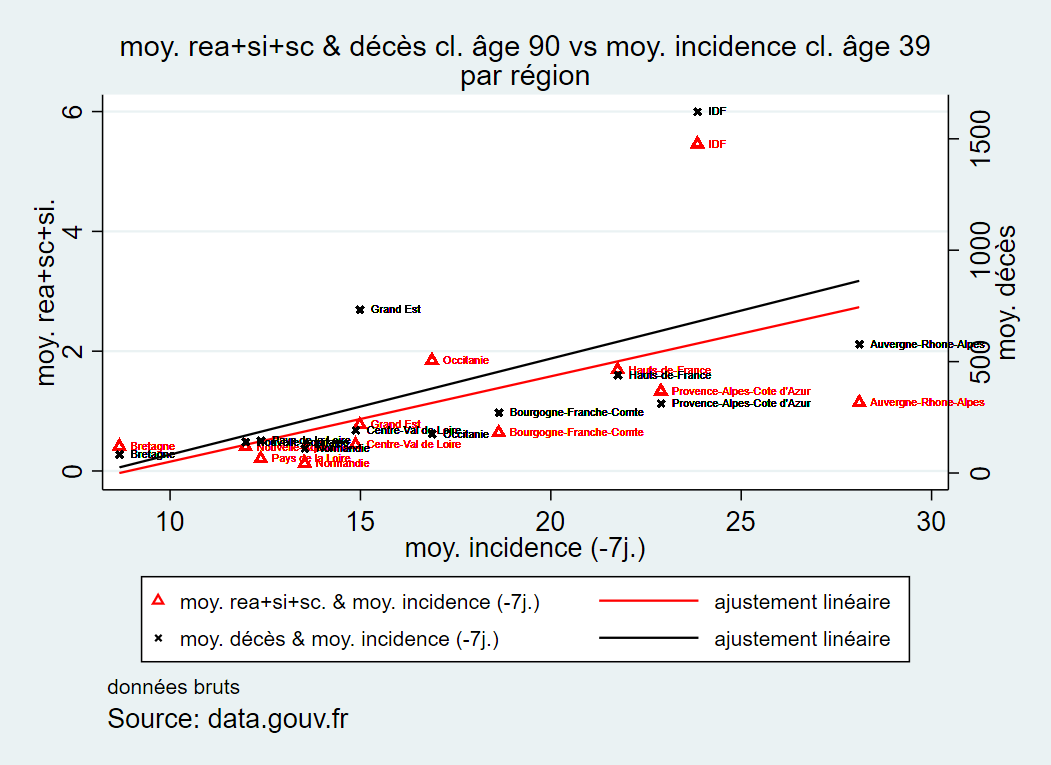 moy. rea+si+sc & décès cl. âge 90 vs moy. incidence cl. âge 39
par région
moy. rea+sc+si.
6
4
2
0
1500
1000
500
0
moy. décès
IDF
IDF
Grand Est
Occitanie
Auvergne-Rhone-Alpes
Hauts-de-France
Hauts-de-France
Provence-Alpes-Cote d'Azur
Provence-Alpes-Cote d'Azur
Auvergne-Rhone-Alpes
Bourgogne-Franche-Comte
Grand Est
Bourgogne-Franche-Comte
Centre-Val de Loire
Occitanie
Pays de la Loire
Bretagne
Bretagne
Centre-Val de Loire
Normandie
Pays de la Loire
Normandie
10
15
20
25
30
moy. incidence (-7j.)
moy. rea+si+sc. & moy. incidence (-7j.)
ajustement linéaire
moy. décès & moy. incidence (-7j.)
ajustement linéaire
données bruts
Source: data.gouv.fr